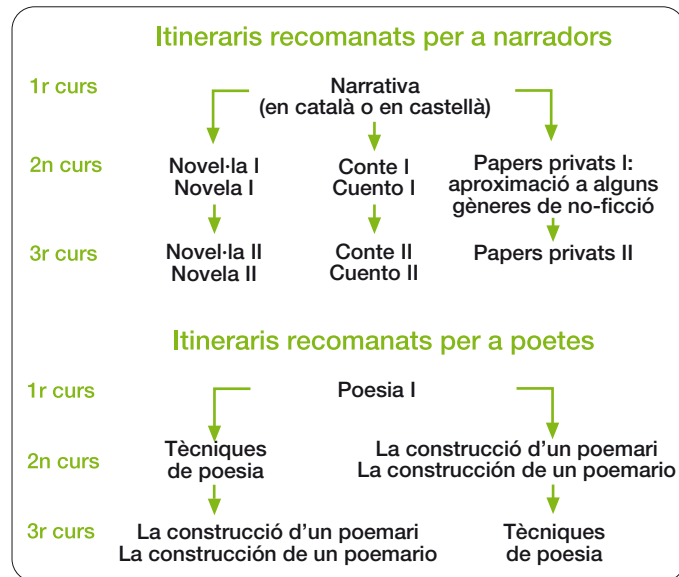 Itineraris recomanats per a narradors
1r curs
Narrativa
(en català o en castellà)
2n curs
Novel·la I
Novela I
Conte I
Cuento I
Papers privats I:
aproximació a alguns
gèneres de no-ficció
3r curs
Novel·la II
Novela II
Conte II
Cuento II
Papers privats II
Itineraris recomanats per a poetes
1r curs
Poesia I
2n curs
Tècniques
de poesia
La construcció d’un poemari
La construcción de un poemario
3r curs
La construcció d’un poemari
La construcción de un poemario
Tècniques
de poesia